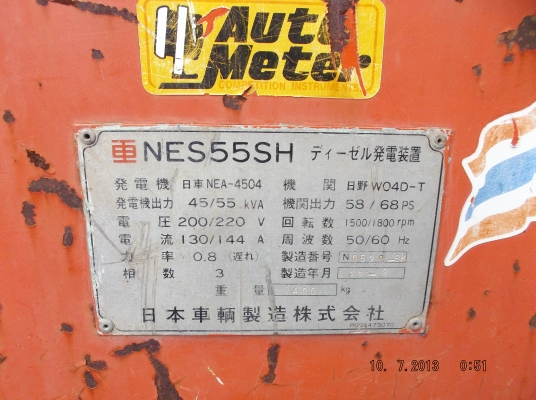 Auto
Meter
COMPETITION INSTRUMENTS
NES55SH ディーゼル発電装置
発電機 日車 NEA-4504 機関 日野 W04D-T
発電機出力 45/55 kVA 機関出力 58/68 PS
電圧 200/220 V 回転数 1500/1800 rpm
電流 130/144 A 周波数 50/60 Hz
力率 0.8 (遅れ) 製造番号
相数 3 製造年月
重量 kg
日本車輌製造株式会社
10.7.2013 0:51